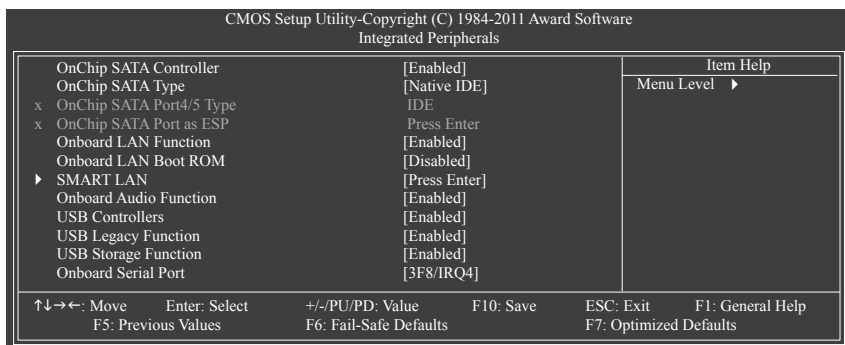 CMOS Setup Utility-Copyright (C) 1984-2011 Award Software
Integrated Peripherals
OnChip SATA Controller [Enabled]
OnChip SATA Type [Native IDE]
x OnChip SATA Port4/5 Type IDE
x OnChip SATA Port as ESP Press Enter
Onboard LAN Function [Enabled]
Onboard LAN Boot ROM [Disabled]
SMART LAN [Press Enter]
Onboard Audio Function [Enabled]
USB Controllers [Enabled]
USB Legacy Function [Enabled]
USB Storage Function [Enabled]
Onboard Serial Port [3F8/IRQ4]
Item Help
Menu Level
↑↓→←: Move Enter: Select +/-/PU/PD: Value F10: Save ESC: Exit F1: General Help
F5: Previous Values F6: Fail-Safe Defaults F7: Optimized Defaults